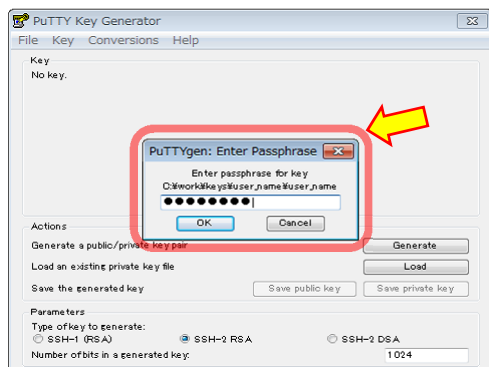 PuTTY Key Generator
File Key Conversions Help
Key
No key.
PuTTYgen: Enter Passphrase
Enter passphrase for key
C:¥work¥keys¥user_name¥user_name
●●●●●●●●
OK Cancel
Actions
Generate a public/private key pair Generate
Load an existing private key file Load
Save the generated key Save public key Save private key
Parameters
Type of key to generate:
SSH-1 (RSA) SSH-2 RSA SSH-2 DSA
Number of bits in a generated key: 1024